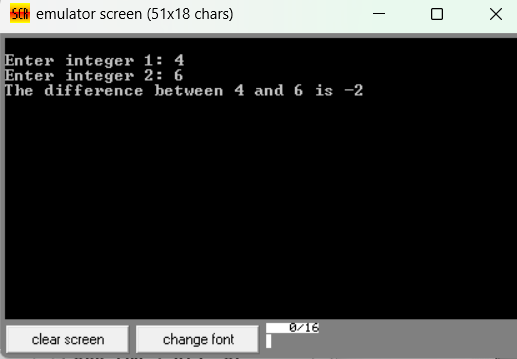 SCR emulator screen (51x18 chars)
Enter integer 1: 4
Enter integer 2: 6
The difference between 4 and 6 is -2
clear screen change font 0/16